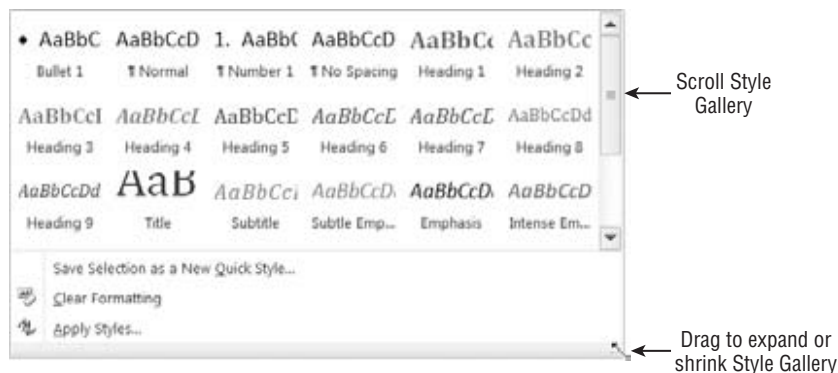 • AaBbC AaBbCcD 1. AaBb( AaBbCcD AaBbCc AaBbCc
Bullet 1 ¶ Normal ¶ Number 1 ¶ No Spacing Heading 1 Heading 2
AaBbCcI AaBbCcL AaBbCcD AaBbCcD AaBbCcD AaBbCcDd
Heading 3 Heading 4 Heading 5 Heading 6 Heading 7 Heading 8
AaBbCcDd AaB AaBbCcI AaBbCcD AaBbCcD AaBbCcD
Heading 9 Title Subtitle Subtle Emp... Emphasis Intense Em...
Save Selection as a New Quick Style...
Clear Formatting
Apply Styles...
Scroll Style
Gallery
Drag to expand or
shrink Style Gallery